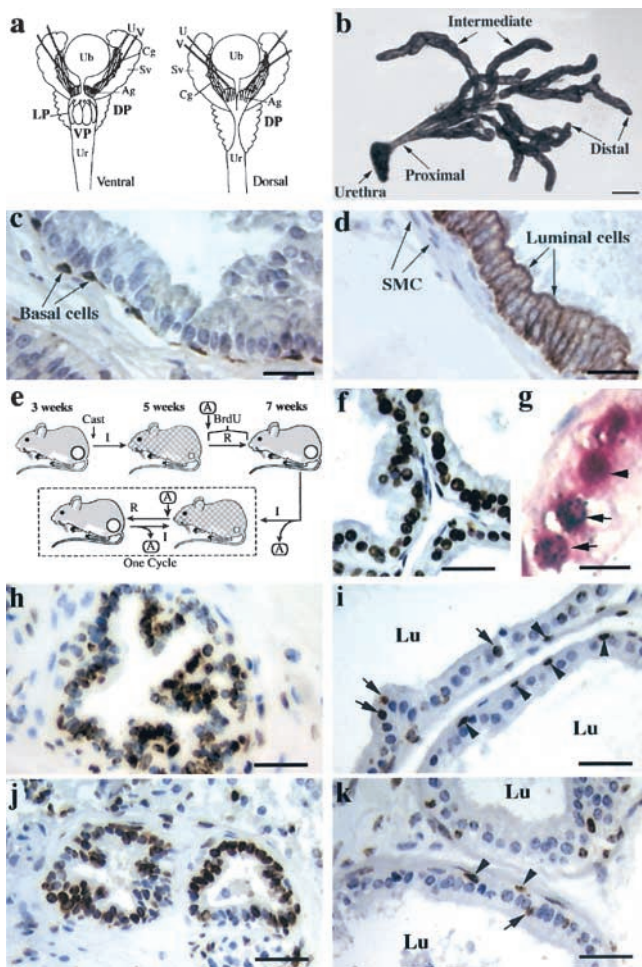 a
U
V
U
V
Ub
Cg
Ub
Sv
Sv
Ag
Cg
Ag
LP
DP
DP
VP
Ur
Ur
Ventral
Dorsal
b
Intermediate
Distal
Proximal
Urethra
c
Basal cells
d
Luminal cells
SMC
e
3 weeks
5 weeks
7 weeks
Cast
A
BrdU
I
R
R
A
I
A
I
A
One Cycle
f
g
h
i
Lu
Lu
j
k
Lu
Lu